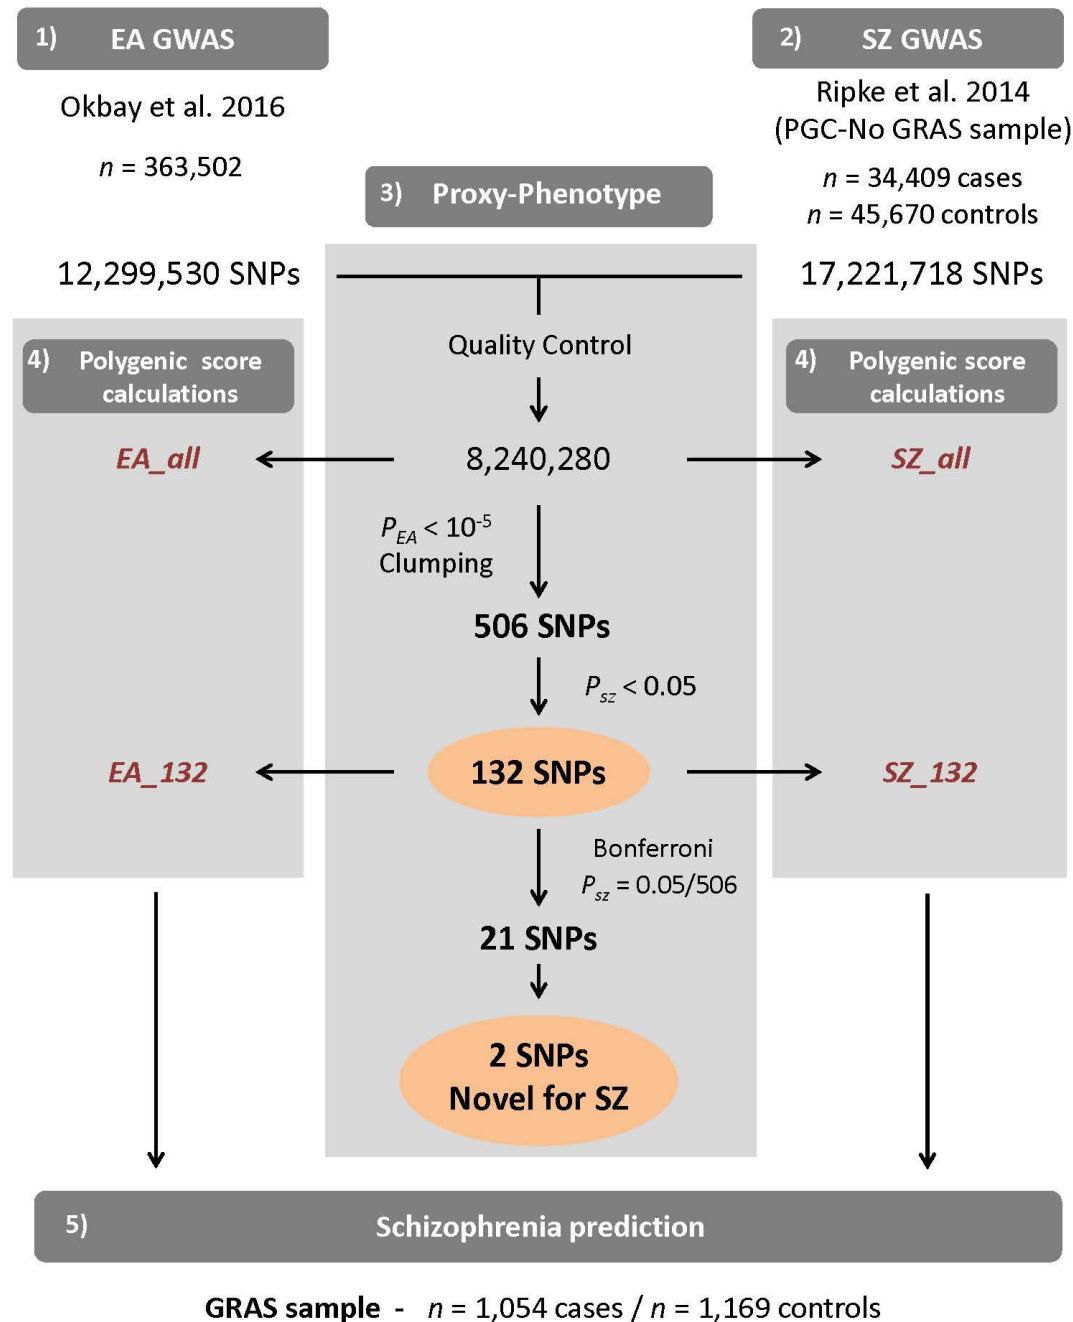 1) EA GWAS
Okbay et al. 2016
n = 363,502
12,299,530 SNPs
2) SZ GWAS
Ripke et al. 2014
(PGC-No GRAS sample)
n = 34,409 cases
n = 45,670 controls
17,221,718 SNPs
3) Proxy-Phenotype
Quality Control
8,240,280
P_EA < 10⁻⁵
Clumping
506 SNPs
P_sz < 0.05
132 SNPs
Bonferroni
P_sz = 0.05/506
21 SNPs
2 SNPs
Novel for SZ
4) Polygenic score
calculations
EA_all
EA_132
4) Polygenic score
calculations
SZ_all
SZ_132
5) Schizophrenia prediction
GRAS sample - n = 1,054 cases / n = 1,169 controls